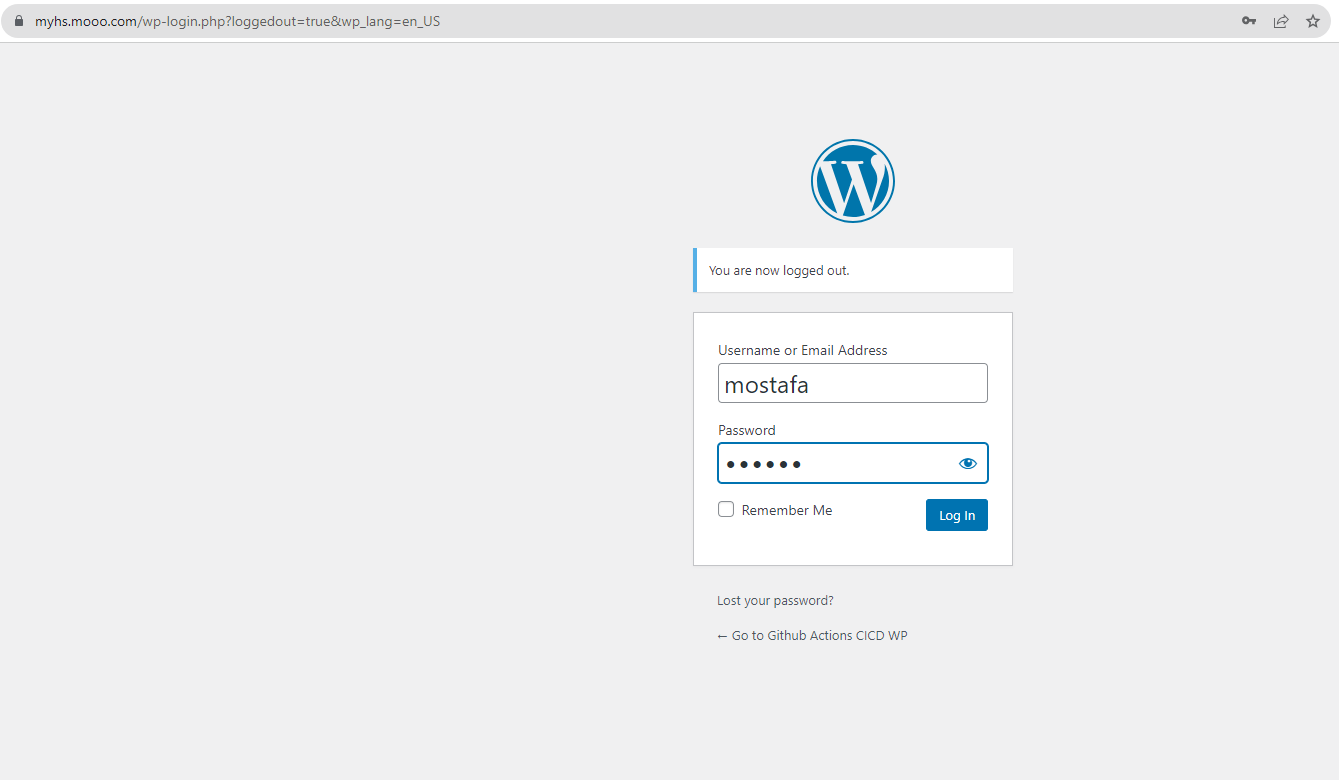 myhs.mooo.com/wp-login.php?loggedout=true&wp_lang=en_US
You are now logged out.
Username or Email Address
mostafa
Password
••••••
Remember Me
Log In
Lost your password?
← Go to Github Actions CICD WP